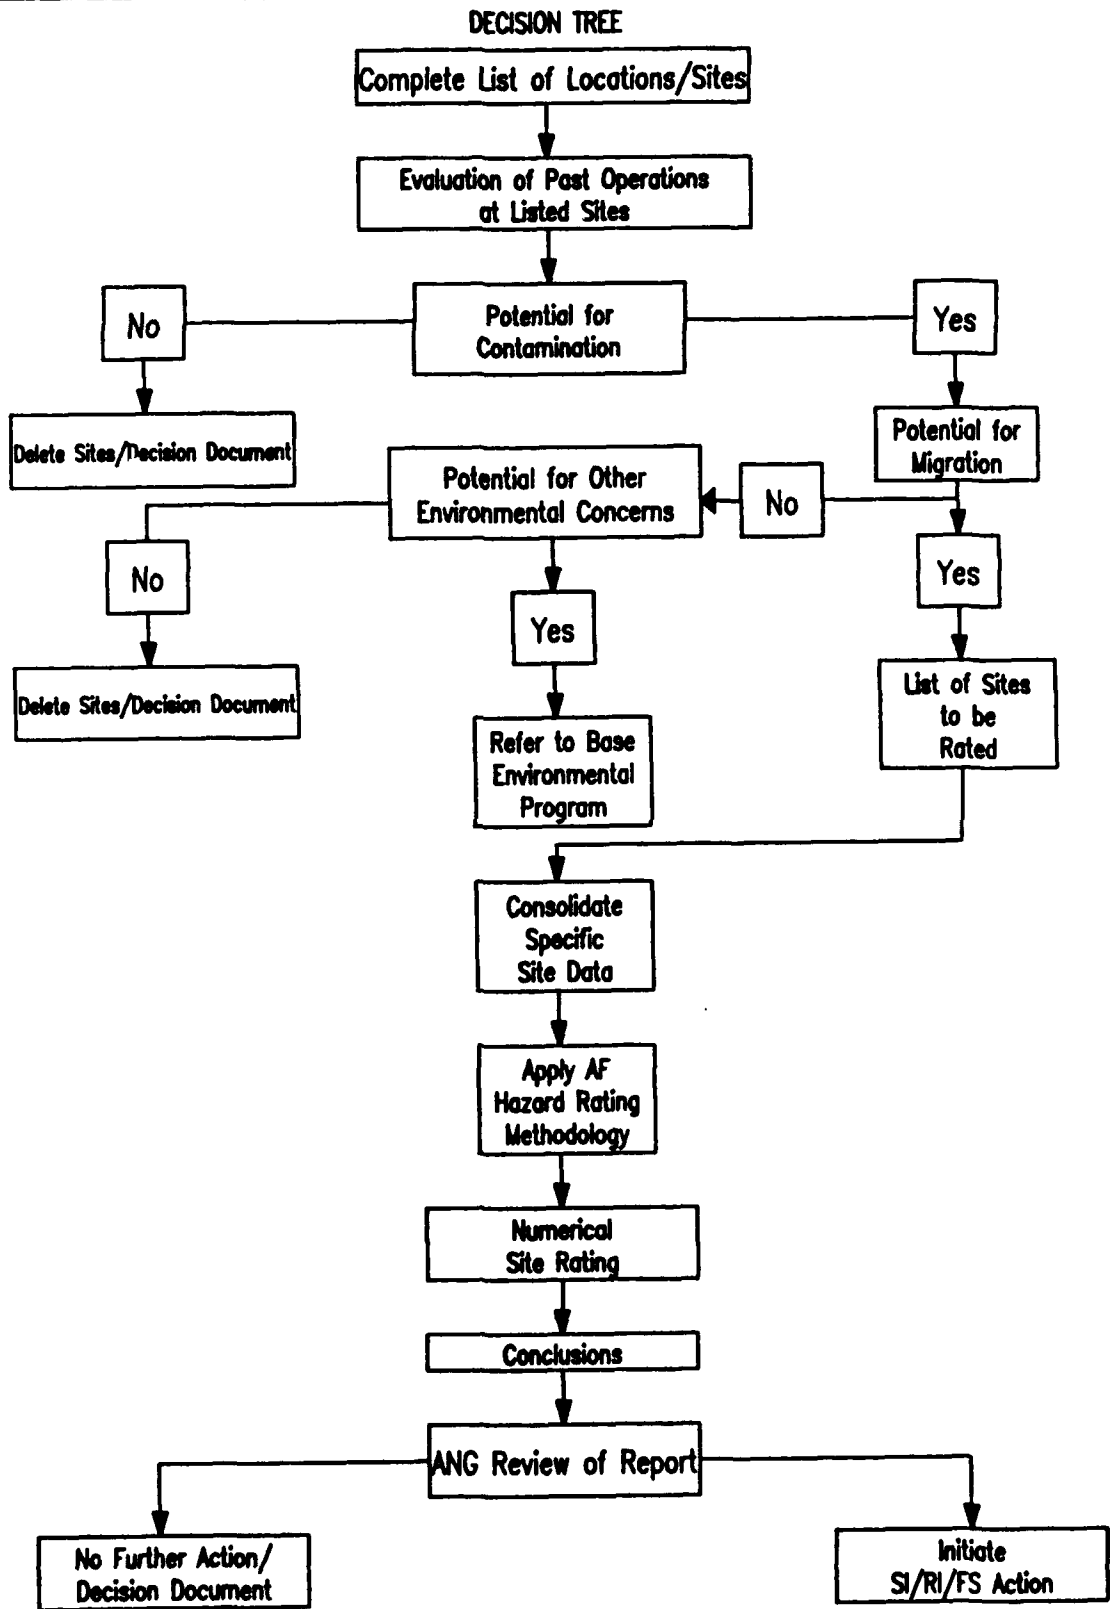 DECISION TREE
Complete List of Locations/Sites
Evaluation of Past Operations
at Listed Sites
No
Potential for
Contamination
Yes
Delete Sites/Decision Document
Potential for
Migration
Potential for Other
Environmental Concerns
No
No
Yes
Yes
Delete Sites/Decision Document
List of Sites
to be
Rated
Refer to Base
Environmental
Program
Consolidate
Specific
Site Data
Apply AF
Hazard Rating
Methodology
Numerical
Site Rating
Conclusions
ANG Review of Report
No Further Action/
Decision Document
Initiate
SI/RI/FS Action